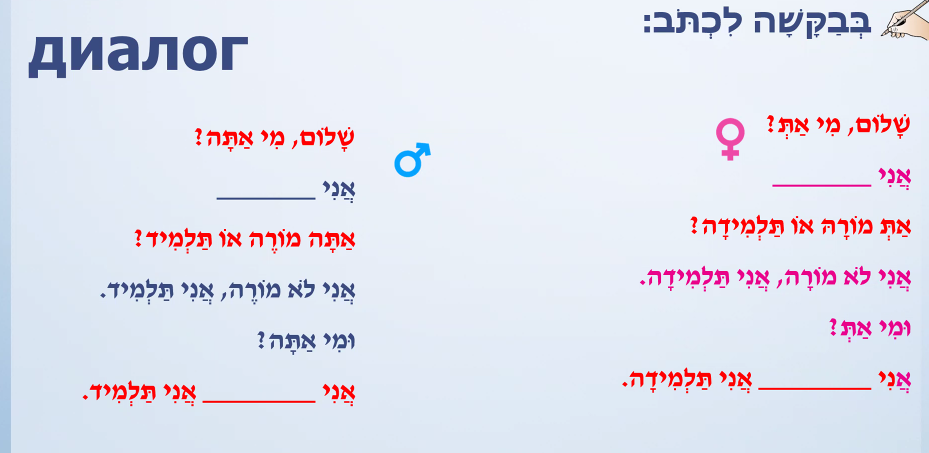 בְּבַקָּשָׁה לִכְתֹּב:
диалог
שָׁלוֹם, מִי אַתְּ?
אֲנִי ________
אַתְּ מוֹרָה אוֹ תַּלְמִידָה?
אֲנִי לֹא מוֹרָה, אֲנִי תַּלְמִידָה.
וּמִי אַתְּ?
אֲנִי ________ אֲנִי תַּלְמִידָה.
שָׁלוֹם, מִי אַתָּה?
אֲנִי ________
אַתָּה מוֹרֶה אוֹ תַּלְמִיד?
אֲנִי לֹא מוֹרֶה, אֲנִי תַּלְמִיד.
וּמִי אַתָּה?
אֲנִי ________ אֲנִי תַּלְמִיד.